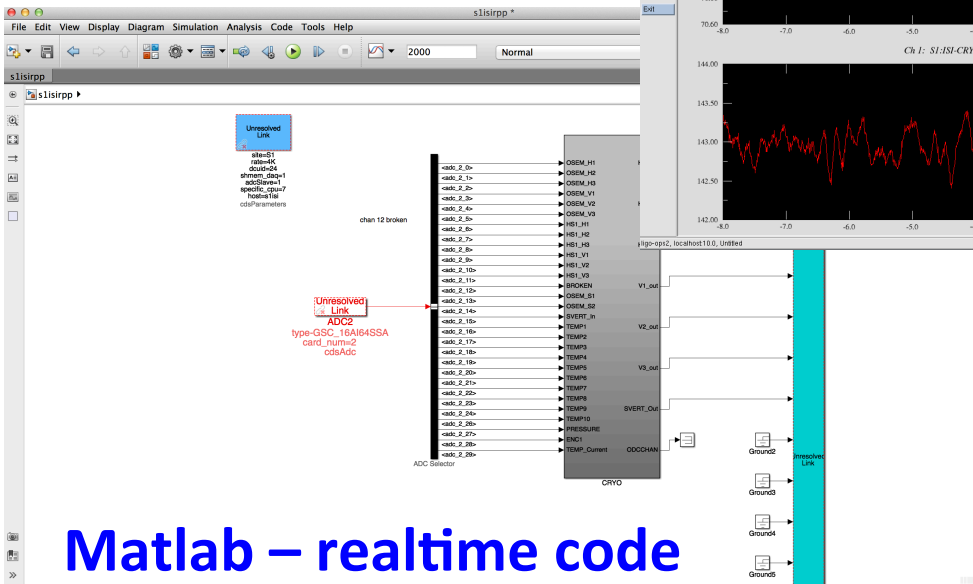 s1isirpp *
File Edit View Display Diagram Simulation Analysis Code Tools Help
2000
Normal
s1isirpp
s1isirpp
Exit
70.60
-8.0 -7.0 -6.0 -5.0
Ch 1: S1:ISI-CRY
144.00
143.50
143.00
142.50
142.00
-8.0 -7.0 -6.0 -5.0
ligo-ops2, localhost:10.0, Untitled
Unresolved
Link
site=S1
rate=4K
dcuid=24
shmem_daq=1
adcSlave=1
specific_cpu=7
host=s1isi
cdsParameters
chan 12 broken
Unresolved
Link
ADC2
type-GSC_16AI64SSA
card_num=2
cdsAdc
<adc_2_0>
<adc_2_1>
<adc_2_2>
<adc_2_3>
<adc_2_4>
<adc_2_5>
<adc_2_6>
<adc_2_7>
<adc_2_8>
<adc_2_9>
<adc_2_10>
<adc_2_11>
<adc_2_12>
<adc_2_13>
<adc_2_14>
<adc_2_15>
<adc_2_16>
<adc_2_17>
<adc_2_18>
<adc_2_19>
<adc_2_20>
<adc_2_21>
<adc_2_22>
<adc_2_23>
<adc_2_24>
<adc_2_26>
<adc_2_27>
<adc_2_28>
<adc_2_29>
ADC Selector
OSEM_H1
OSEM_H2
OSEM_H3
OSEM_V1
OSEM_V2
OSEM_V3
HS1_H1
HS1_H2
HS1_H3
HS1_V1
HS1_V2
HS1_V3
BROKEN
OSEM_S1
OSEM_S2
SVERT_In
TEMP1
TEMP2
TEMP3
TEMP4
TEMP5
TEMP6
TEMP7
TEMP8
TEMP9
TEMP10
PRESSURE
ENC1
TEMP_Current
V1_out
V2_out
V3_out
SVERT_Out
ODCCHAN
CRYO
Ground2
Ground3
Ground4
Ground5
Unresolved
Link
Matlab – realtime code